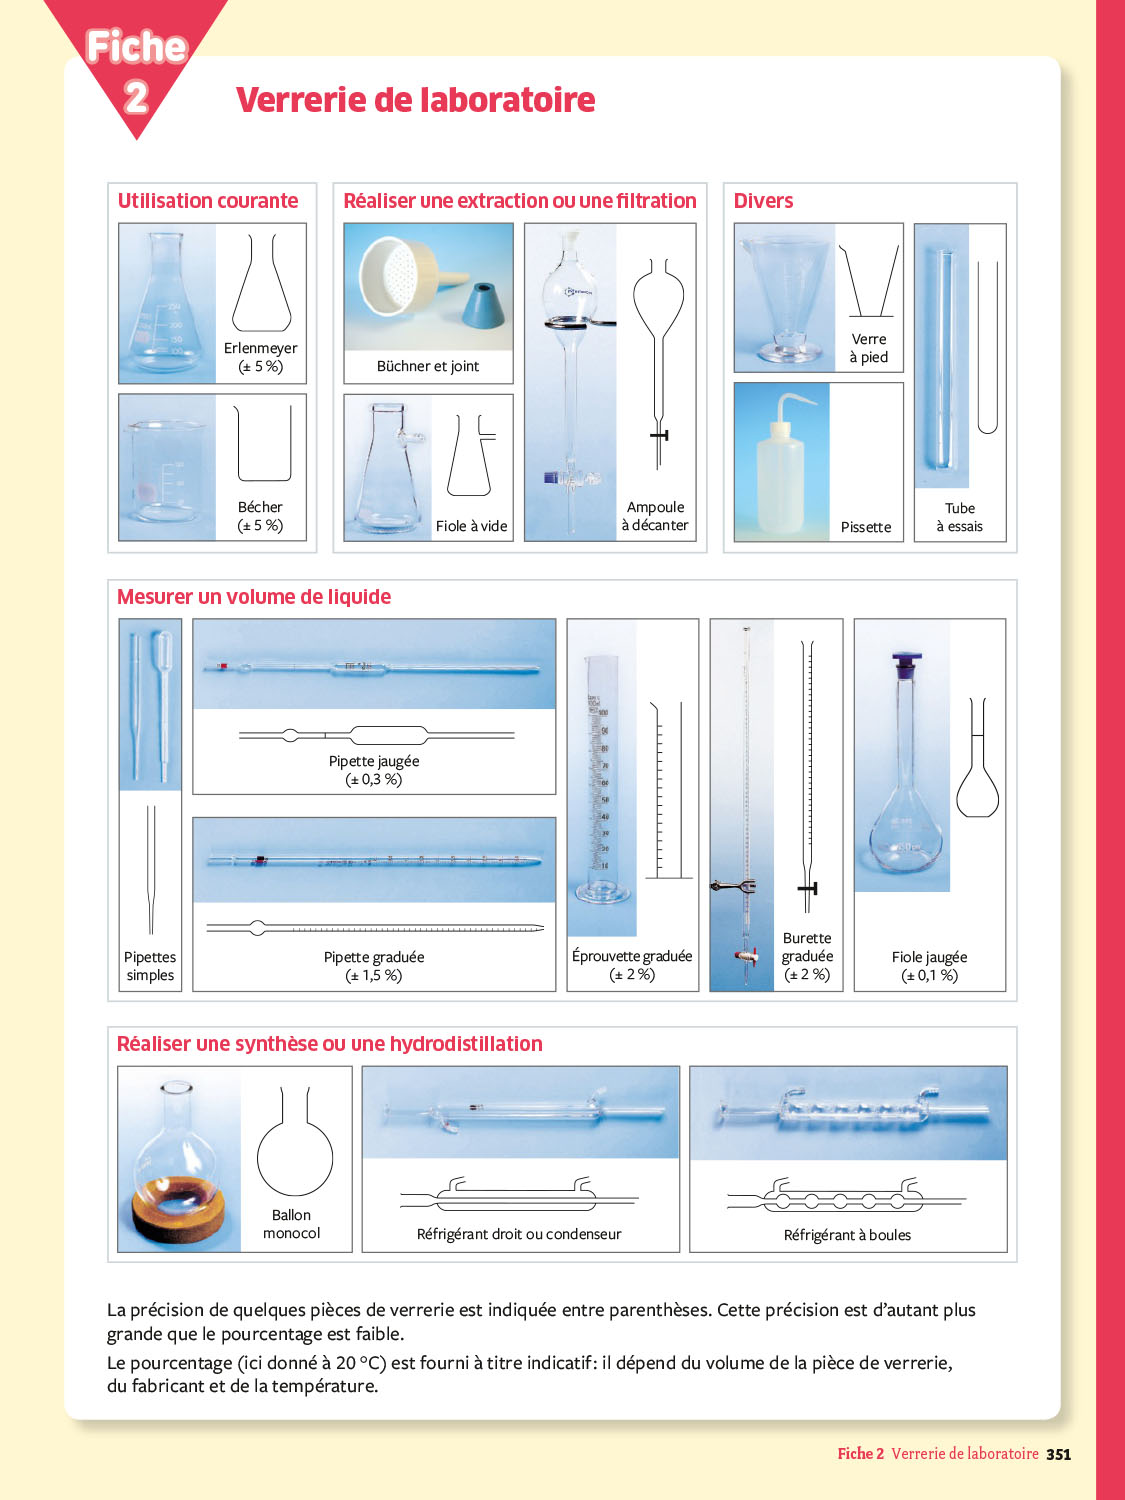 Fiche
2
Verrerie de laboratoire
Utilisation courante
Erlenmeyer
(± 5 %)
Bécher
(± 5 %)
Réaliser une extraction ou une filtration
Büchner et joint
Fiole à vide
Ampoule
à décanter
Divers
Verre
à pied
Pissette
Tube
à essais
Mesurer un volume de liquide
Pipettes
simples
Pipette jaugée
(± 0,3 %)
Pipette graduée
(± 1,5 %)
Éprouvette graduée
(± 2 %)
Burette
graduée
(± 2 %)
Fiole jaugée
(± 0,1 %)
Réaliser une synthèse ou une hydrodistillation
Ballon
monocol
Réfrigérant droit ou condenseur
Réfrigérant à boules
La précision de quelques pièces de verrerie est indiquée entre parenthèses. Cette précision est d’autant plus
grande que le pourcentage est faible.
Le pourcentage (ici donné à 20 °C) est fourni à titre indicatif : il dépend du volume de la pièce de verrerie,
du fabricant et de la température.
Fiche 2 Verrerie de laboratoire 351